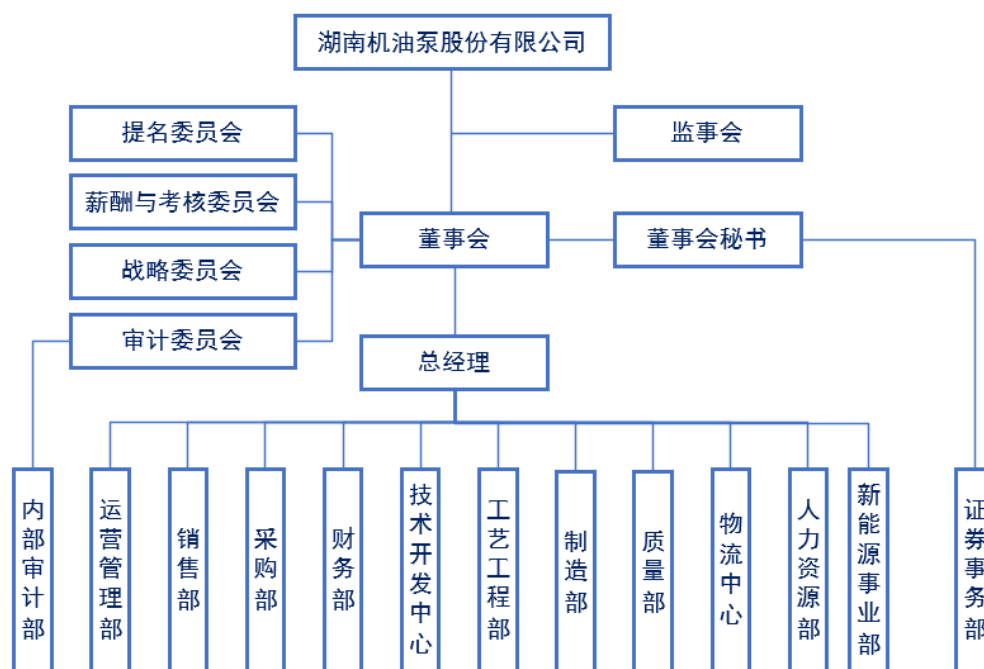 湖南机油泵股份有限公司
提名委员会
监事会
薪酬与考核委员会
董事会
董事会秘书
战略委员会
审计委员会
总经理
内部审计部
运营管理部
销售部
采购部
财务部
技术开发中心
工艺工程部
制造部
质量部
物流中心
人力资源部
新能源事业部
证券事务部